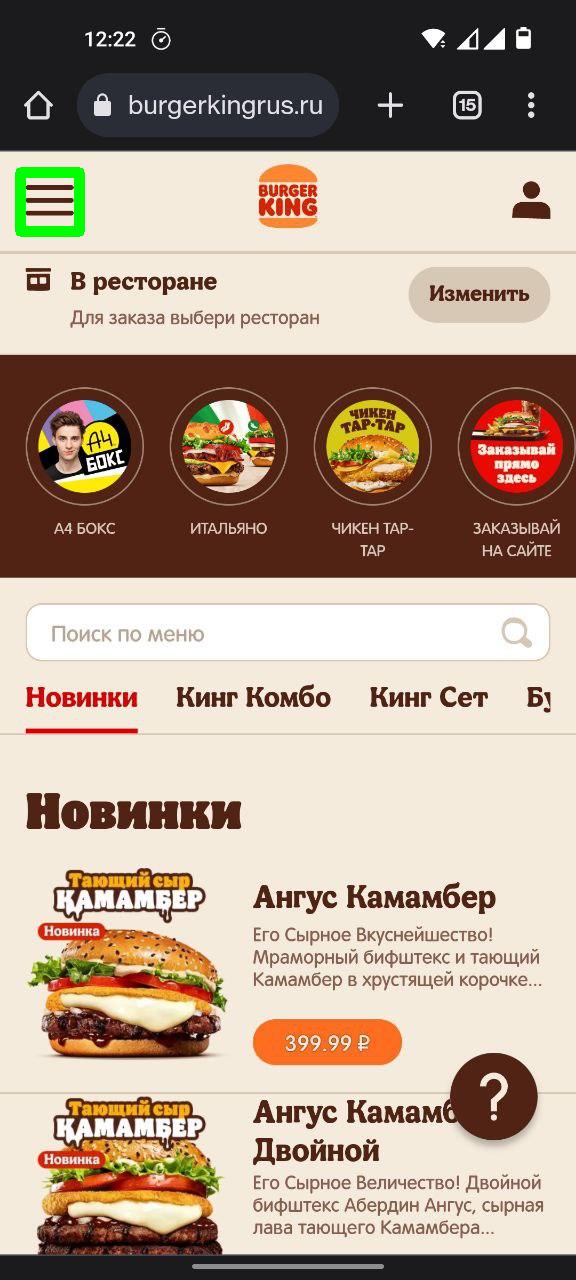 12:22
burgerkingrus.ru
15
BURGER
KING
В ресторане
Изменить
Для заказа выбери ресторан
А4
БОКС
ЧИКЕН
ТАР-ТАР
Заказывай
прямо
здесь
А4 БОКС
ИТАЛЬЯНО
ЧИКЕН ТАР-
ТАР
ЗАКАЗЫВАЙ
НА САЙТЕ
Поиск по меню
Новинки
Кинг Комбо
Кинг Сет
Бу
Новинки
Тающий сыр
КАМАМБЕР
Новинка
Ангус Камамбер
Его Сырное Вкуснейшество!
Мраморный бифштекс и тающий
Камамбер в хрустящей корочке...
399.99 ₽
Тающий сыр
КАМАМБЕР
Новинка
Ангус Камамб
Двойной
?
Его Сырное Величество! Двойной
бифштекс Абердин Ангус, сырная
лава тающего Камамбера...